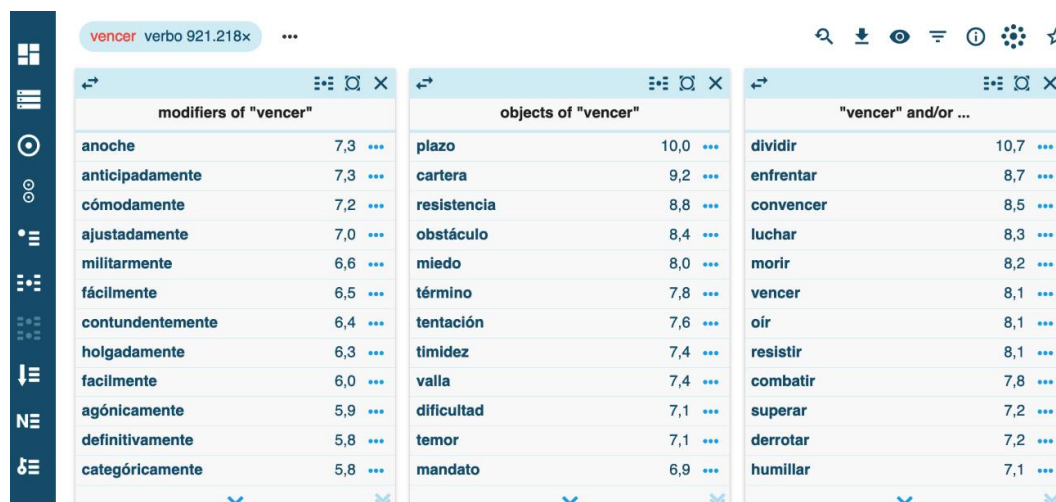 vencer verbo 921.218× •••
modifiers of "vencer"
anoche 7,3 •••
anticipadamente 7,3 •••
cómodamente 7,2 •••
ajustadamente 7,0 •••
militarmente 6,6 •••
fácilmente 6,5 •••
contundentemente 6,4 •••
holgadamente 6,3 •••
facilmente 6,0 •••
agónicamente 5,9 •••
definitivamente 5,8 •••
categóricamente 5,8 •••
objects of "vencer"
plazo 10,0 •••
cartera 9,2 •••
resistencia 8,8 •••
obstáculo 8,4 •••
miedo 8,0 •••
término 7,8 •••
tentación 7,6 •••
timidez 7,4 •••
valla 7,4 •••
dificultad 7,1 •••
temor 7,1 •••
mandato 6,9 •••
"vencer" and/or ...
dividir 10,7 •••
enfrentar 8,7 •••
convencer 8,5 •••
luchar 8,3 •••
morir 8,2 •••
vencer 8,1 •••
oír 8,1 •••
resistir 8,1 •••
combatir 7,8 •••
superar 7,2 •••
derrotar 7,2 •••
humillar 7,1 •••